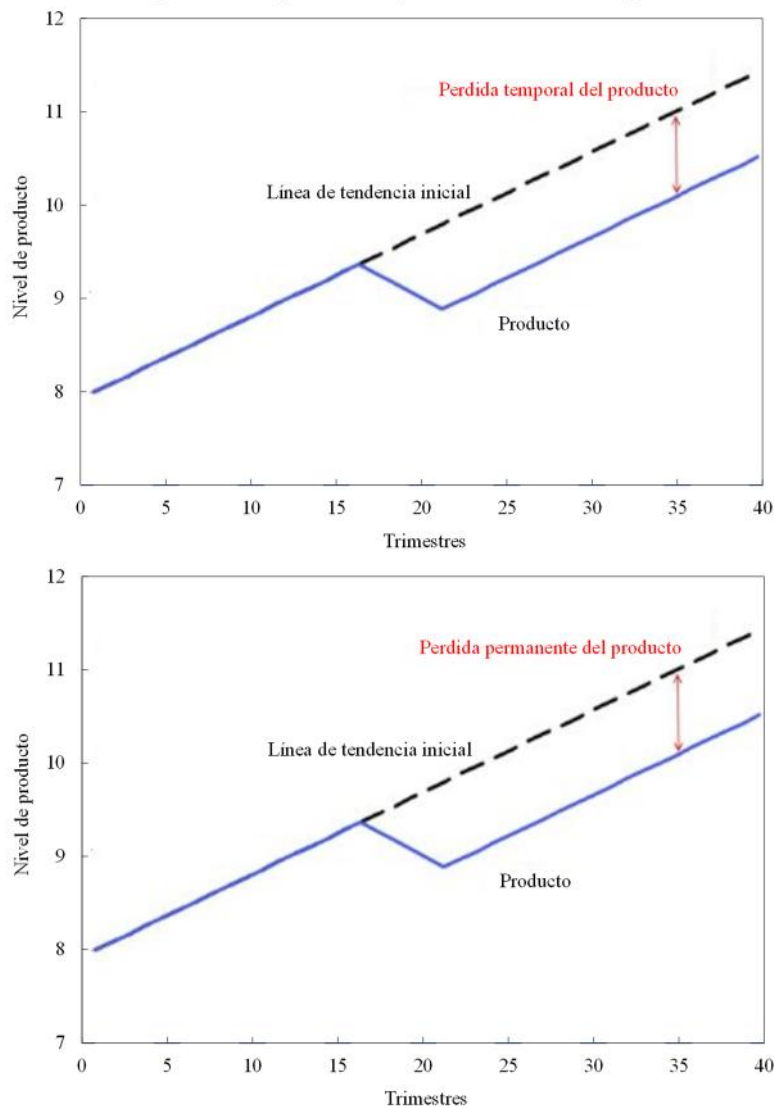 12
Perdida temporal del producto
11
Línea de tendencia inicial
10
Nivel de producto
9
Producto
8
7
0 5 10 15 20 25 30 35 40
Trimestres
12
Perdida permanente del producto
11
Línea de tendencia inicial
10
Nivel de producto
9
Producto
8
7
0 5 10 15 20 25 30 35 40
Trimestres